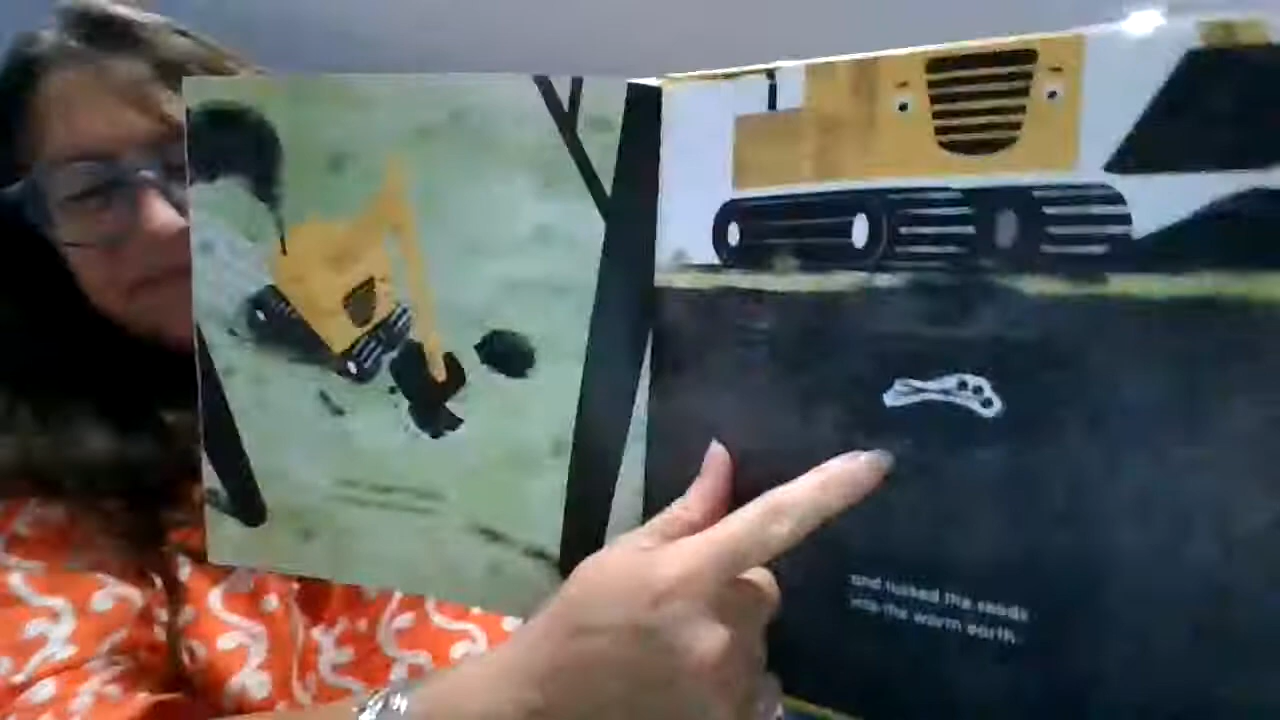 and tucked the seeds
into the warm earth.